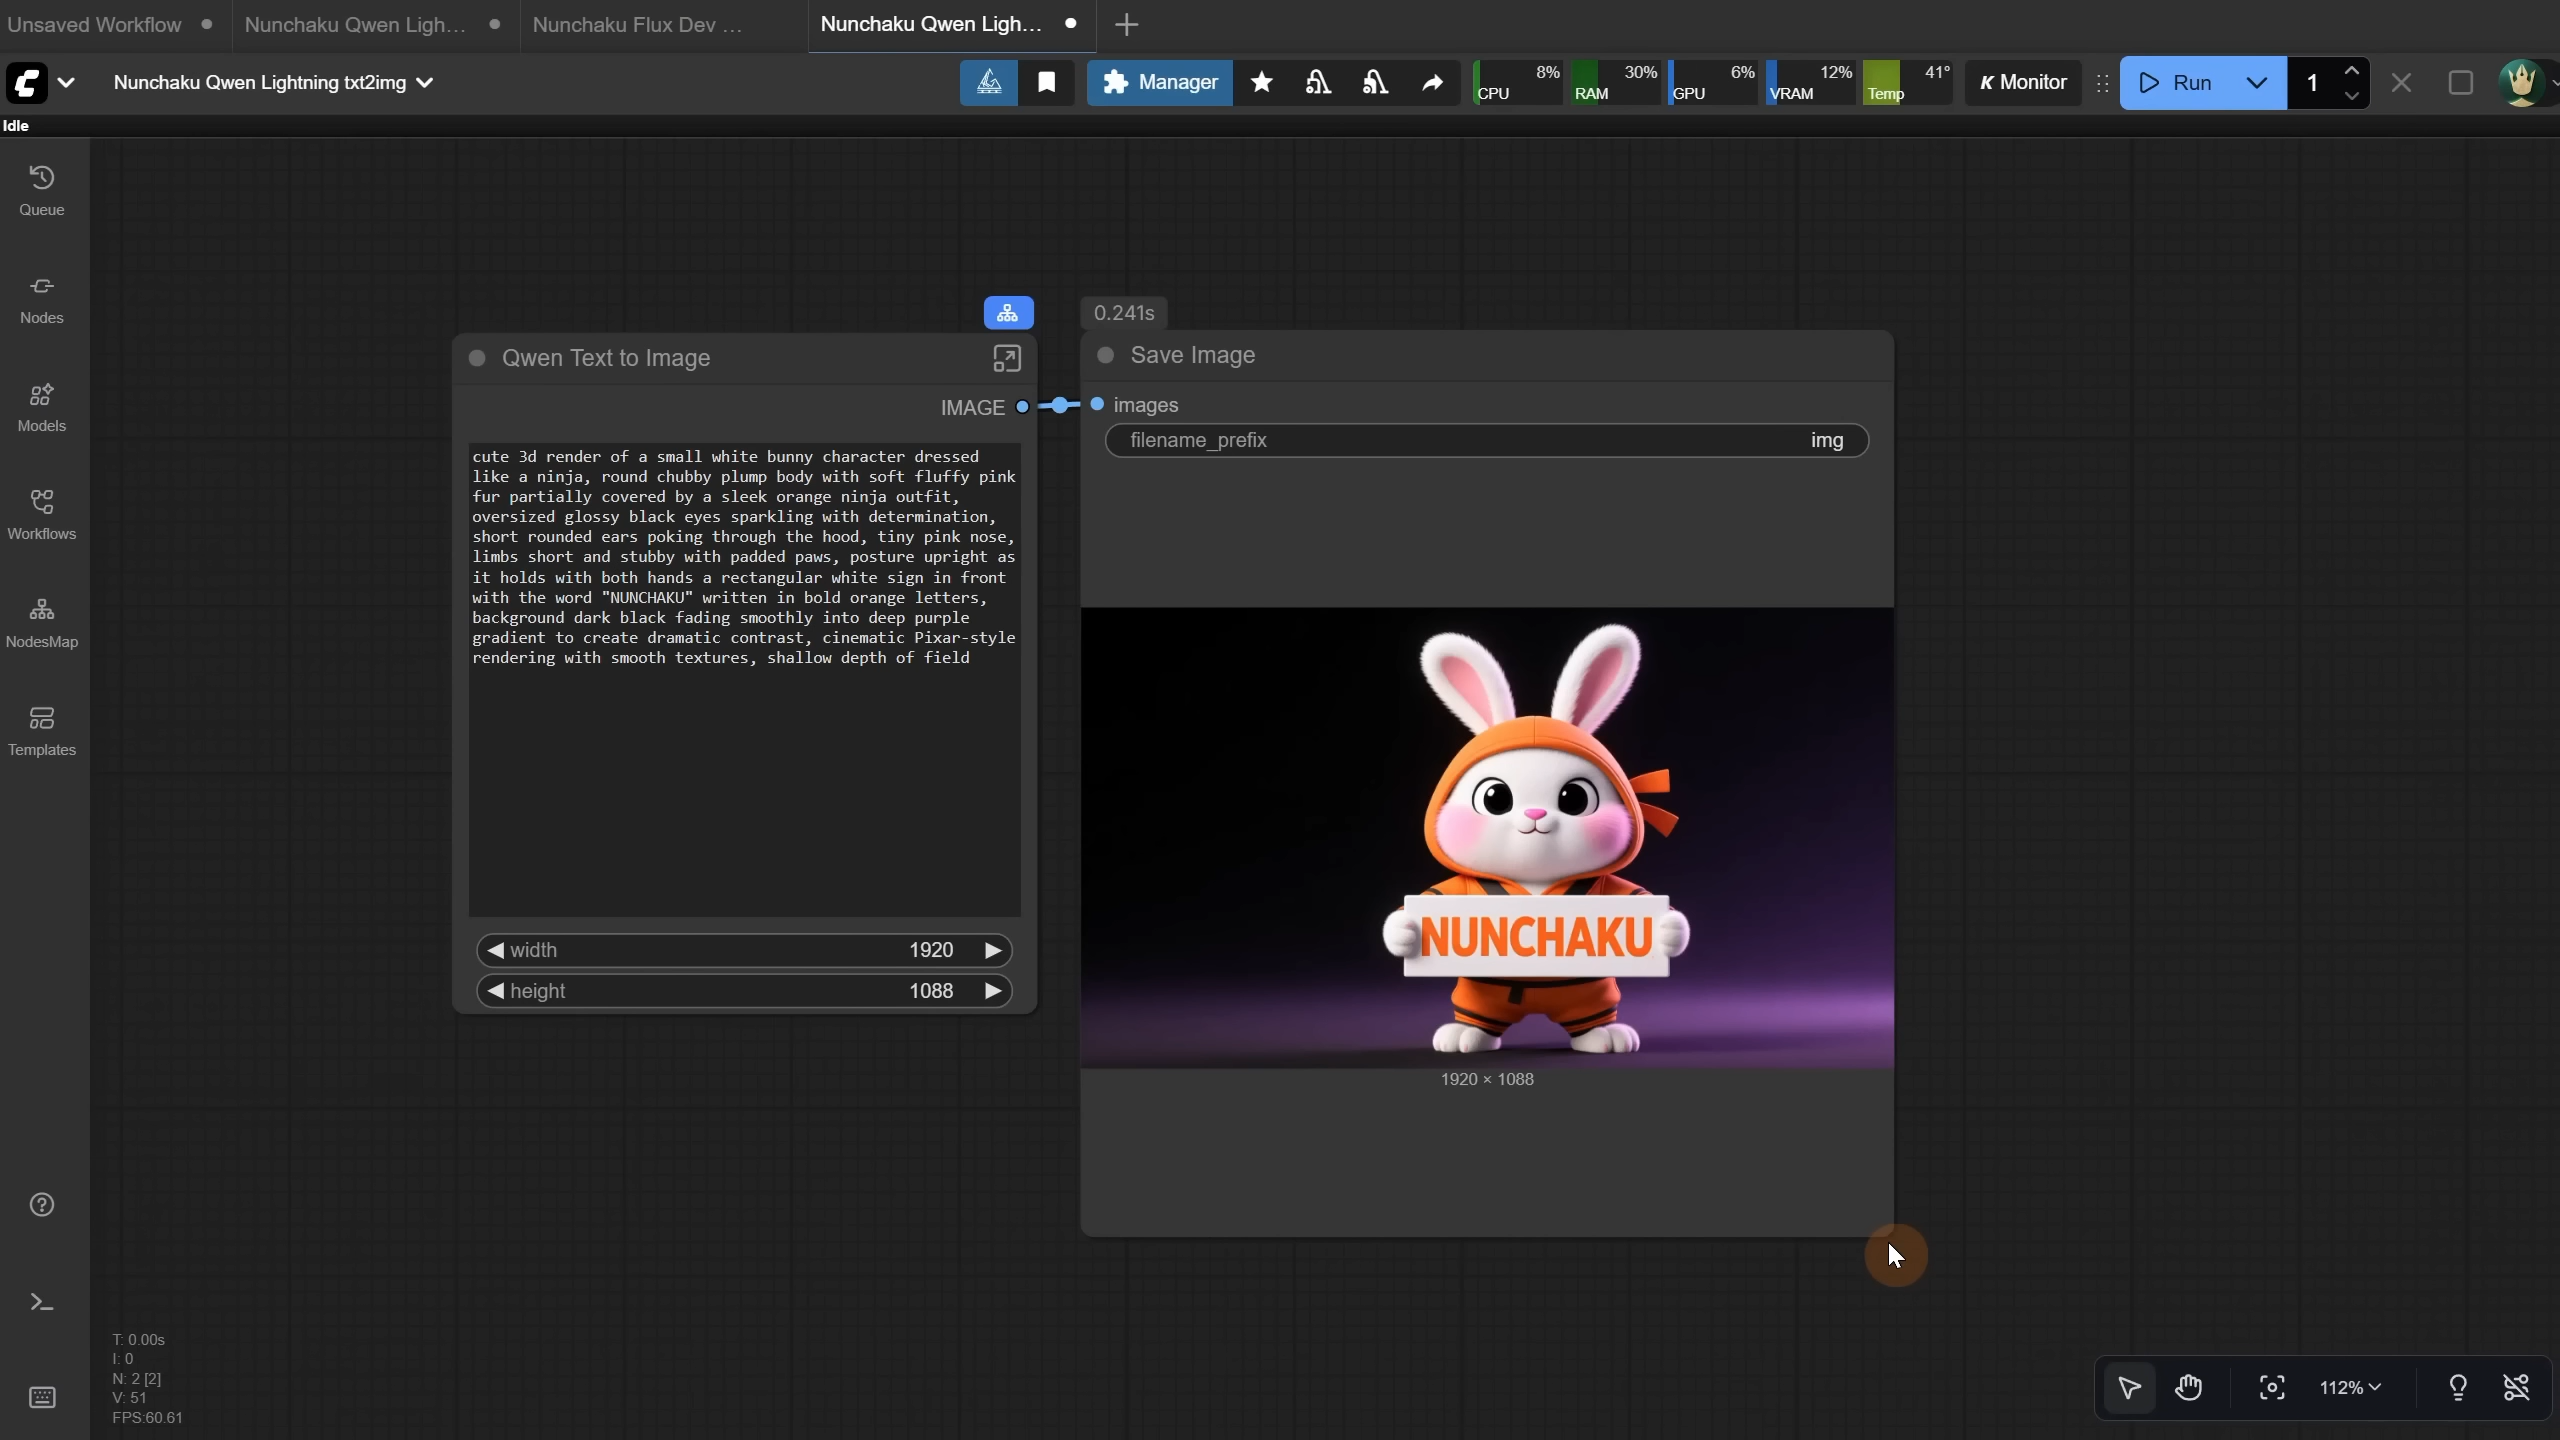 Unsaved Workflow
Nunchaku Qwen Ligh...
Nunchaku Flux Dev ...
Nunchaku Qwen Ligh...
Nunchaku Qwen Lightning txt2img
Manager
CPU 8%
RAM 30%
GPU 6%
VRAM 12%
Temp 41°
K Monitor
Run
1
Idle
Queue
Nodes
Models
Workflows
NodesMap
Templates
0.241s
Qwen Text to Image
IMAGE
cute 3d render of a small white bunny character dressed
like a ninja, round chubby plump body with soft fluffy pink
fur partially covered by a sleek orange ninja outfit,
oversized glossy black eyes sparkling with determination,
short rounded ears poking through the hood, tiny pink nose,
limbs short and stubby with padded paws, posture upright as
it holds with both hands a rectangular white sign in front
with the word "NUNCHAKU" written in bold orange letters,
background dark black fading smoothly into deep purple
gradient to create dramatic contrast, cinematic Pixar-style
rendering with smooth textures, shallow depth of field
width 1920
height 1088
Save Image
images
filename_prefix img
NUNCHAKU
1920 × 1088
T: 0.00s
I: 0
N: 2 [2]
V: 51
FPS:60.61
112%